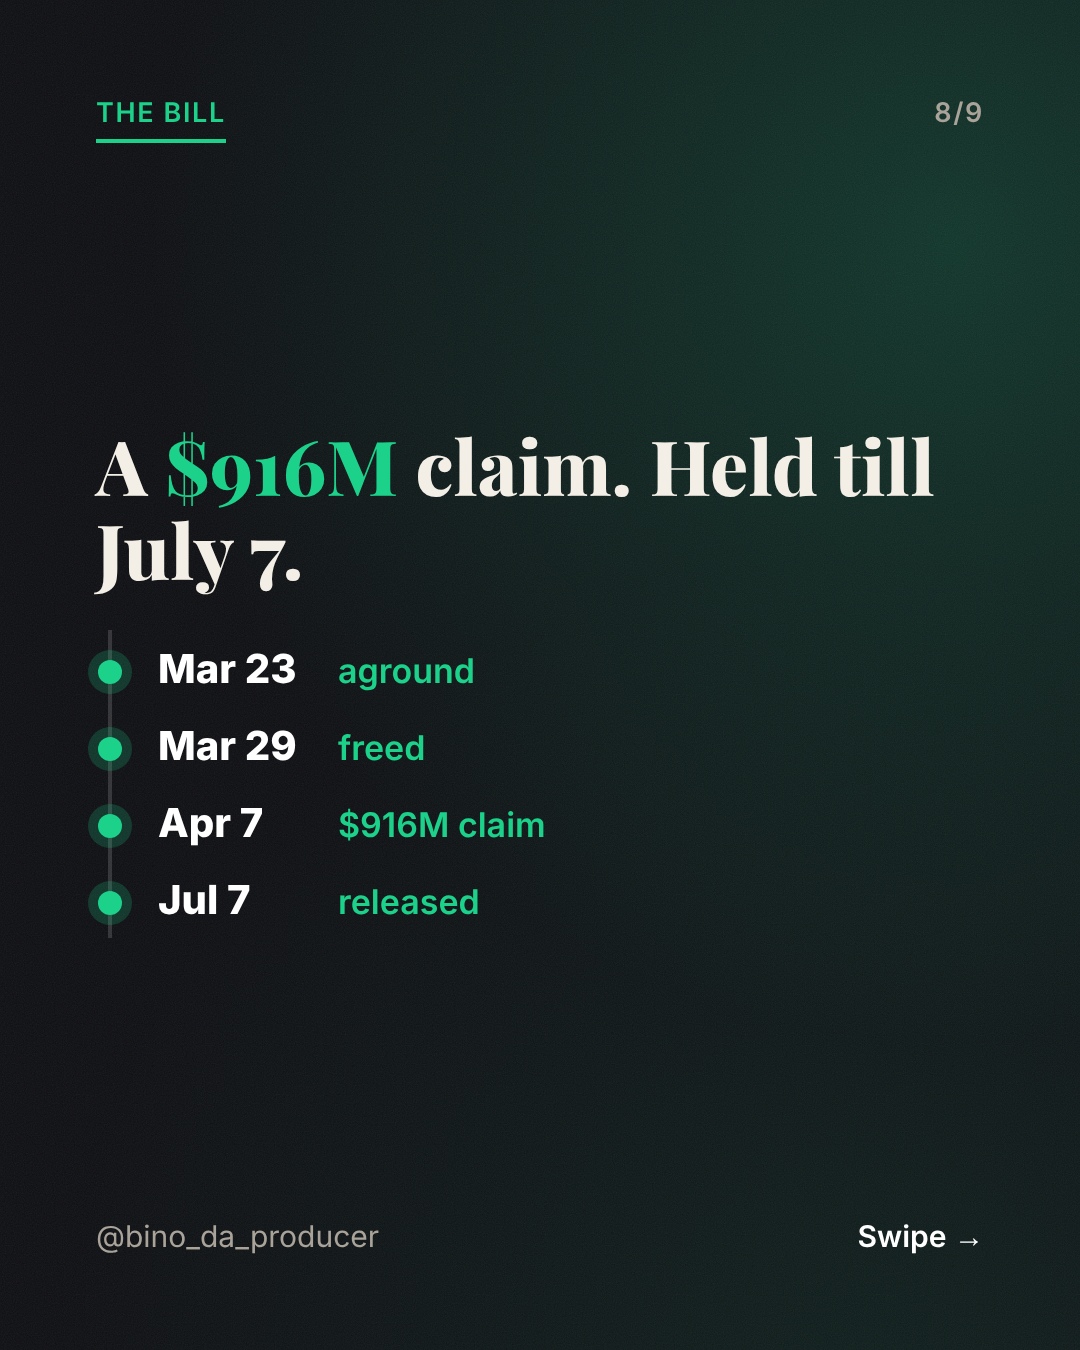 THE BILL
8/9
A $916M claim. Held till
July 7.
Mar 23 aground
Mar 29 freed
Apr 7 $916M claim
Jul 7 released
@bino_da_producer
Swipe →